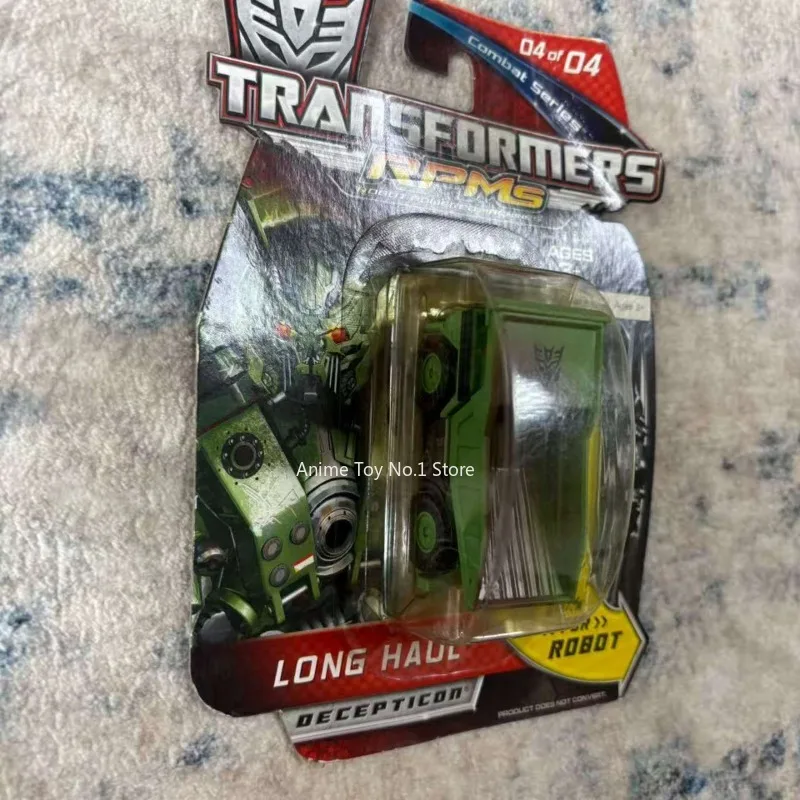 04 of 04
Combat Series
TRANSFORMERS
RPMs
AGES
Anime Toy No.1 Store
LONG HAUL
ROBOT
DECEPTICON
PRODUCT DOES NOT CONVERT.